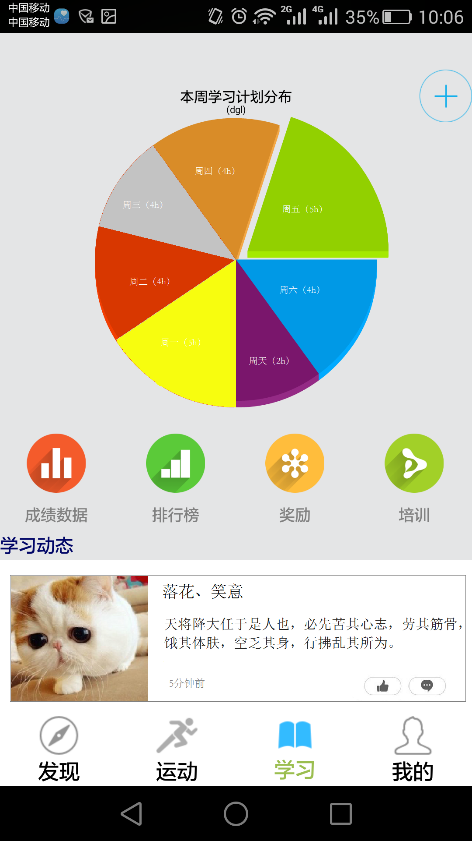 中国移动
中国移动
2G 4G 35% 10:06
本周学习计划分布
(dgl)
周四（4h）
周五（5h）
周三（4h）
周二（4h）
周六（4h）
周天（2h）
成绩数据 排行榜 奖励 培训
学习动态
落花、笑意
天将降大任于是人也，必先苦其心志，劳其筋骨，
饿其体肤，空乏其身，行拂乱其所为。
5分钟前
发现 运动 学习 我的